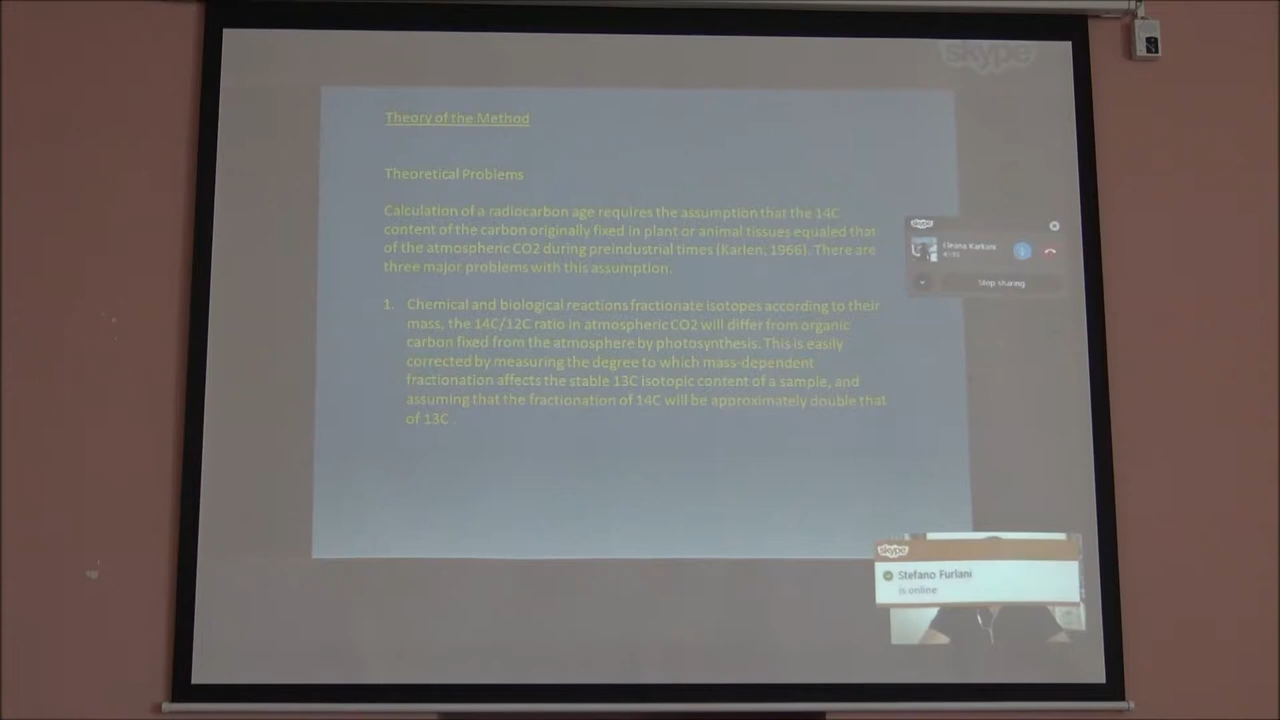 skype
Theory of the Method
Theoretical Problems
Calculation of a radiocarbon age requires the assumption that the 14C
content of the carbon originally fixed in plant or animal tissues equaled that
of the atmospheric CO2 during preindustrial times (Karlen, 1966). There are
three major problems with this assumption.
1. Chemical and biological reactions fractionate isotopes according to their
mass, the 14C/12C ratio in atmospheric CO2 will differ from organic
carbon fixed from the atmosphere by photosynthesis. This is easily
corrected by measuring the degree to which mass-dependent
fractionation affects the stable 13C isotopic content of a sample, and
assuming that the fractionation of 14C will be approximately double that
of 13C .
skype
Karkani
Stop sharing
skype
Stefano Furlani
is online